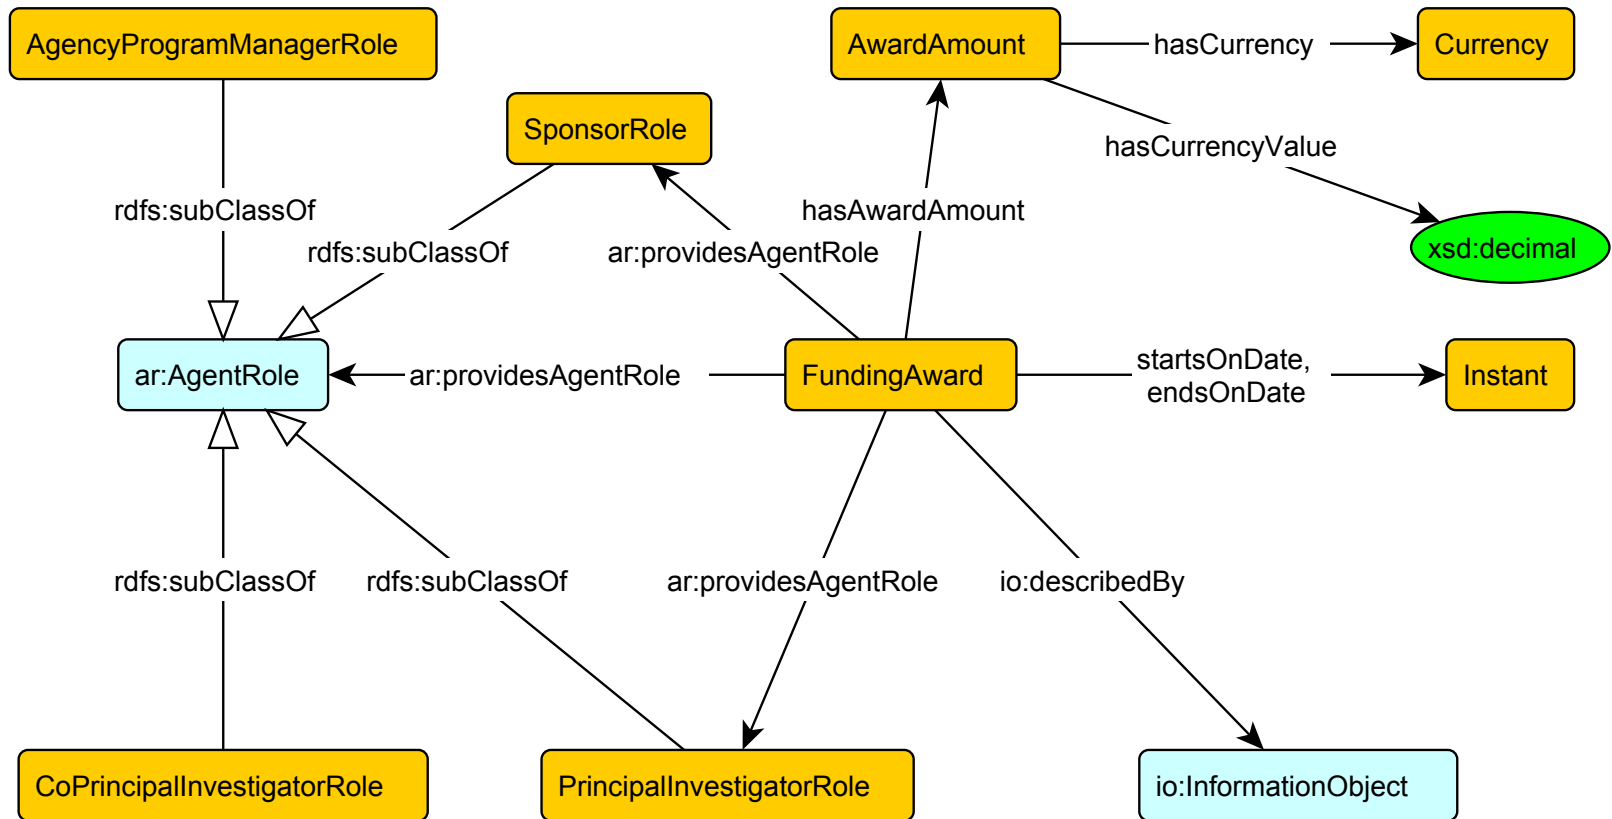 AgencyProgramManagerRole
AwardAmount
hasCurrency
Currency
SponsorRole
hasCurrencyValue
rdfs:subClassOf
hasAwardAmount
rdfs:subClassOf
ar:providesAgentRole
xsd:decimal
ar:AgentRole
ar:providesAgentRole
FundingAward
startsOnDate,
endsOnDate
Instant
rdfs:subClassOf
rdfs:subClassOf
ar:providesAgentRole
io:describedBy
CoPrincipalInvestigatorRole
PrincipalInvestigatorRole
io:InformationObject